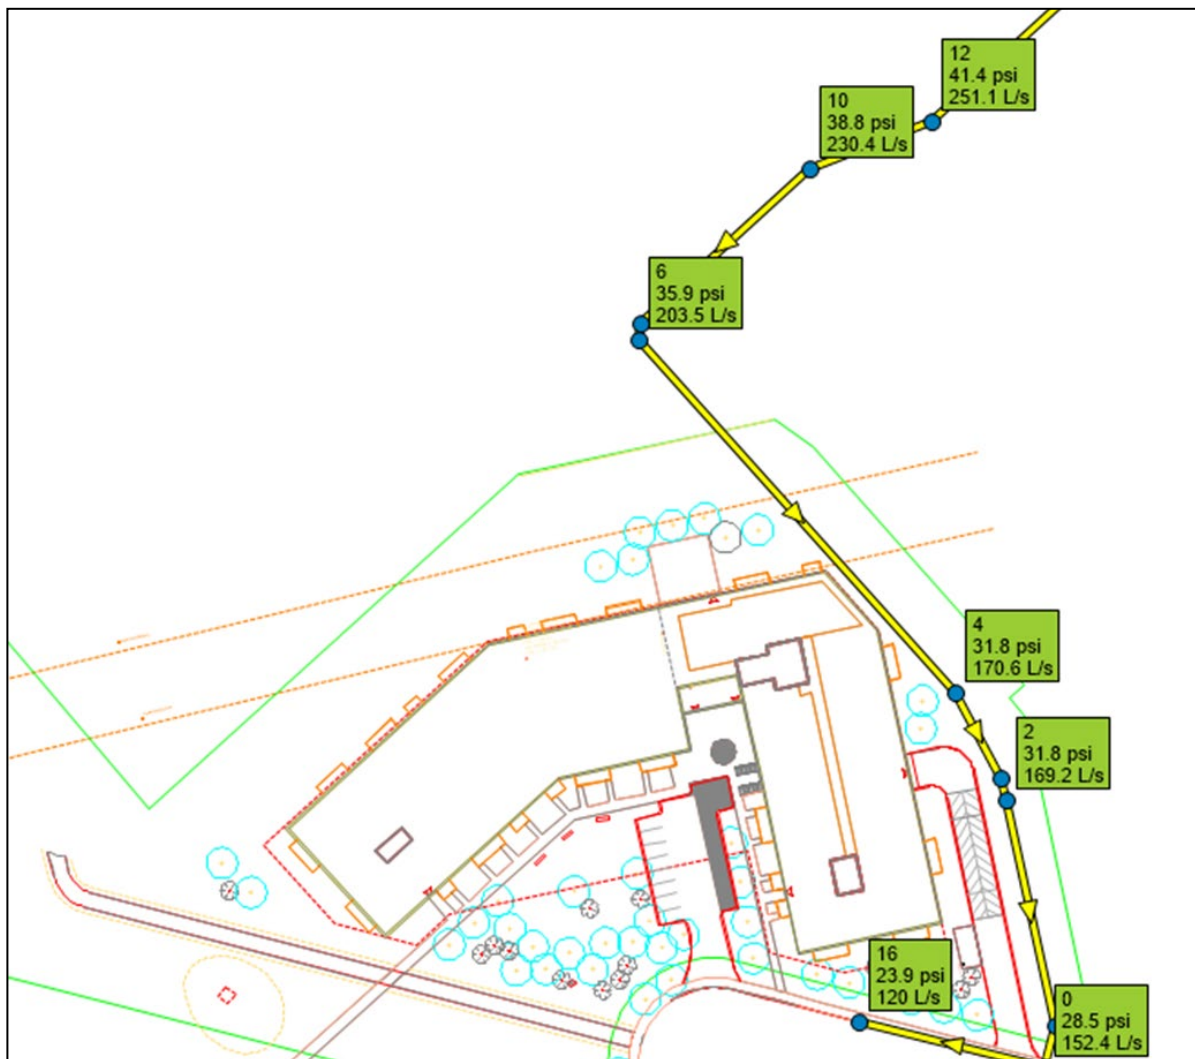 12
41.4 psi
251.1 L/s
10
38.8 psi
230.4 L/s
6
35.9 psi
203.5 L/s
4
31.8 psi
170.6 L/s
2
31.8 psi
169.2 L/s
16
23.9 psi
120 L/s
0
28.5 psi
152.4 L/s